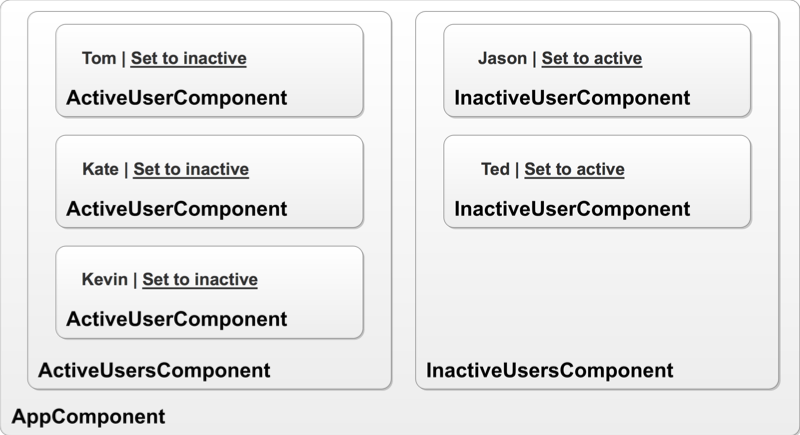 Tom | Set to inactive
ActiveUserComponent
Kate | Set to inactive
ActiveUserComponent
Kevin | Set to inactive
ActiveUserComponent
ActiveUsersComponent
Jason | Set to active
InactiveUserComponent
Ted | Set to active
InactiveUserComponent
InactiveUsersComponent
AppComponent